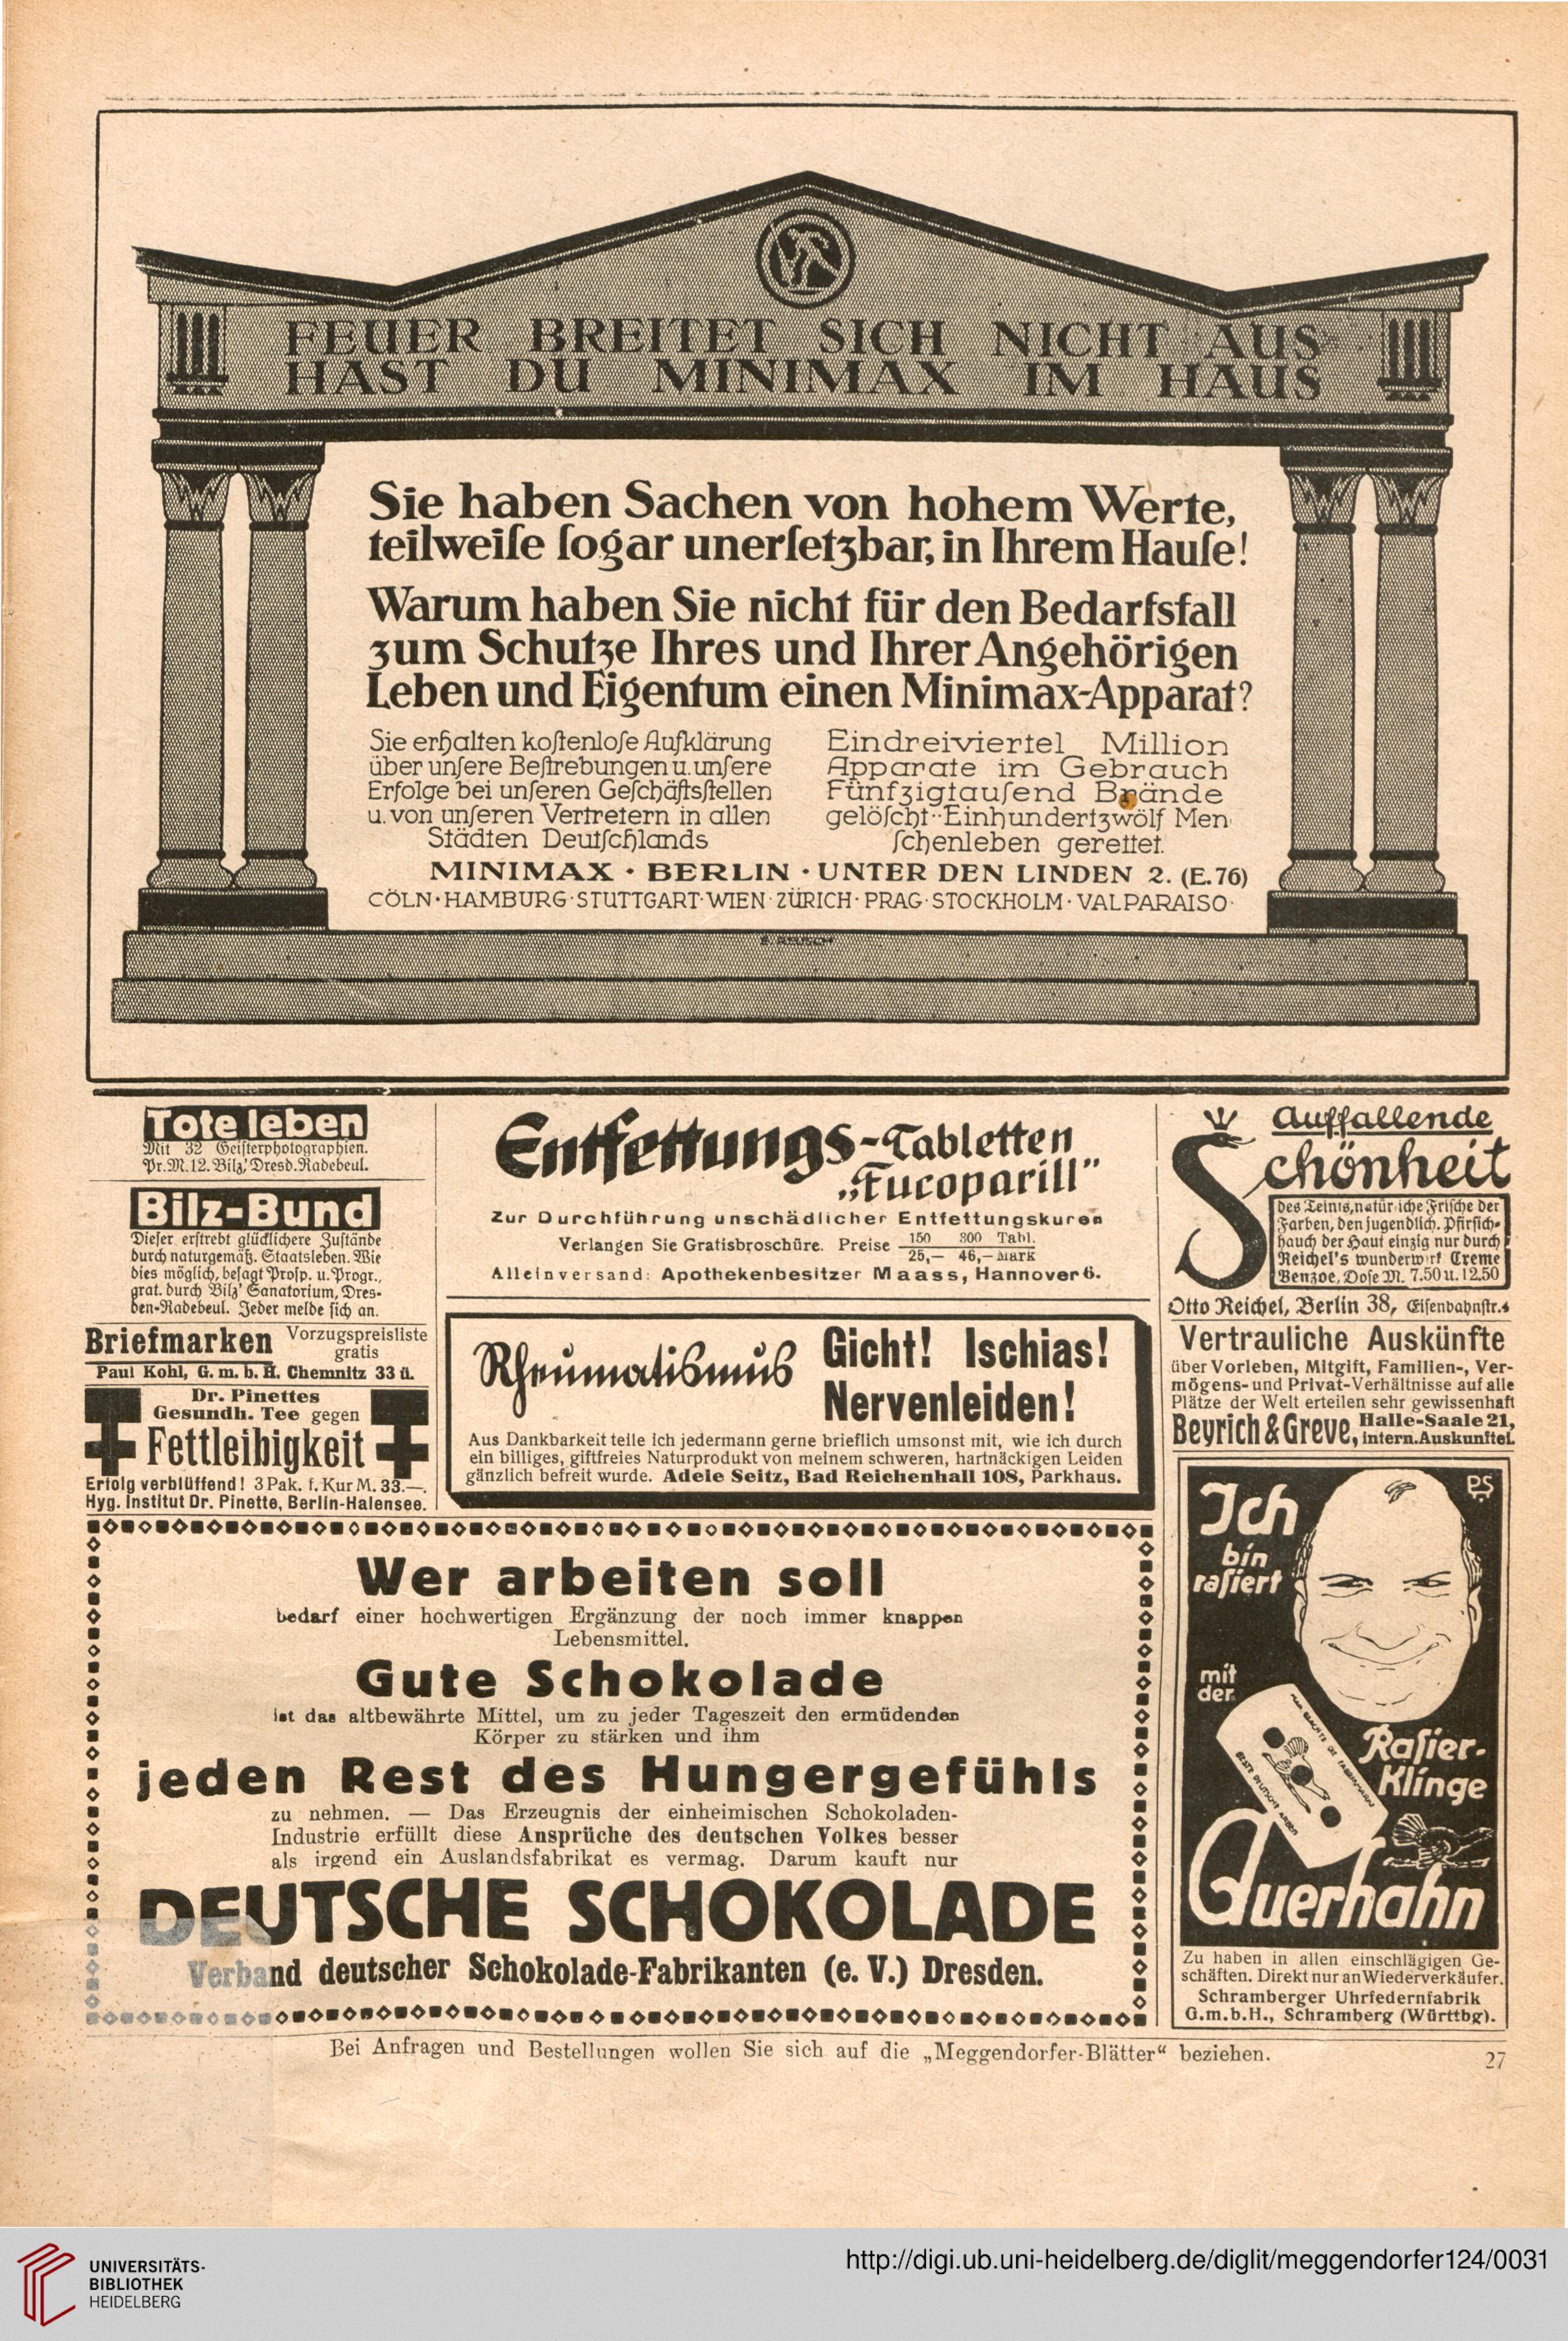 FEUER BREITET SICH NICHT AUS
HAST DU MINIMAX IM HAUS
Sie haben Sachen von hohem Werte,
teilweiſe ſogar unerſetzbar, in Ihrem Hauſe!
Warum haben Sie nicht für den Bedarfsfall
zum Schutze Ihres und Ihrer Angehörigen
Leben und Eigentum einen Minimax-Apparat?
Sie erhalten koſtenloſe Aufklärung
über unſere Beſtrebungen u. unſere
Erfolge bei unſeren Geſchäftsſtellen
u. von unſeren Vertretern in allen
Städten Deutſchlands
Eindreiviertel Million
Apparate im Gebrauch
Fünfzigtauſend Brände
gelöſcht·Einhundertzwölf Men
ſchenleben gerettet.
MINIMAX · BERLIN · UNTER DEN LINDEN 2. (E.76)
CÖLN·HAMBURG·STUTTGART·WIEN·ZÜRICH·PRAG·STOCKHOLM·VALPARAISO·
E. REUSCH
Tote leben
Mit 32 Geiſterphotographien.
Pr.M.12. Bilz, Dresd.Radebeul.
Bilz-Bund
Dieſer erſtrebt glücklichere Zuſtände
durch naturgemäß. Staatsleben. Wie
dies möglich, beſagt Proſp. u. Progr.,
grat. durch Bilz' Sanatorium, Dres-
den-Radebeul. Jeder melde ſich an.
Briefmarken Vorzugspreisliste
gratis
Paul Kohl, G. m. b. H. Chemnitz 33 ü.
Dr. Pinettes
Gesundh. Tee gegen
Fettleibigkeit
Erfolg verblüffend! 3 Pak. f. Kur M. 33.—.
Hyg. Institut Dr. Pinette, Berlin-Halensee.
Entfettungs-Tabletten
„Fucoparill"
Zur Durchführung unschädlicher Entfettungskuren
Verlangen Sie Gratisbroschüre. Preise 150 300 Tabl.
25,— 46,— Mark
Alleinversand: Apothekenbesitzer Maass, Hannover 6.
Rheumatismus
Gicht! Ischias!
Nervenleiden!
Aus Dankbarkeit teile ich jedermann gerne brieflich umsonst mit, wie ich durch
ein billiges, giftfreies Naturprodukt von meinem schweren, hartnäckigen Leiden
gänzlich befreit wurde. Adele Seitz, Bad Reichenhall 108, Parkhaus.
Auffallende
Schönheit
des Teints, natürliche Friſche der
Farben, den jugendlich. Pfirſich-
hauch der Haut einzig nur durch
Reichel's wunderwirk Creme
Benzoe, Doſe M. 7.50 u. 12.50
Otto Reichel, Berlin 38, Eiſenbahnſtr.4
Vertrauliche Auskünfte
über Vorleben, Mitgift, Familien-, Ver-
mögens- und Privat-Verhältnisse auf alle
Plätze der Welt erteilen sehr gewissenhaft
Beyrich & Greve, Halle-Saale 21,
Intern. Auskunftei.
Ich
bin
raſiert
PS
mit
der
Raſier-
Klinge
Querhahn
Zu haben in allen einschlägigen Ge-
schäften. Direkt nur an Wiederverkäufer.
Schramberger Uhrfedernfabrik
G.m.b.H., Schramberg (Württbg).
Wer arbeiten soll
bedarf einer hochwertigen Ergänzung der noch immer knappen
Lebensmittel.
Gute Schokolade
ist das altbewährte Mittel, um zu jeder Tageszeit den ermüdenden
Körper zu stärken und ihm
jeden Rest des Hungergefühls
zu nehmen. — Das Erzeugnis der einheimischen Schokoladen-
Industrie erfüllt diese Ansprüche des deutschen Volkes besser
als irgend ein Auslandsfabrikat es vermag. Darum kauft nur
DEUTSCHE SCHOKOLADE
Verband deutscher Schokolade-Fabrikanten (e. V.) Dresden.
Bei Anfragen und Bestellungen wollen Sie sich auf die „Meggendorfer-Blätter" beziehen.
27
UNIVERSITÄTS-
BIBLIOTHEK
HEIDELBERG
http://digi.ub.uni-heidelberg.de/diglit/meggendorfer124/0031